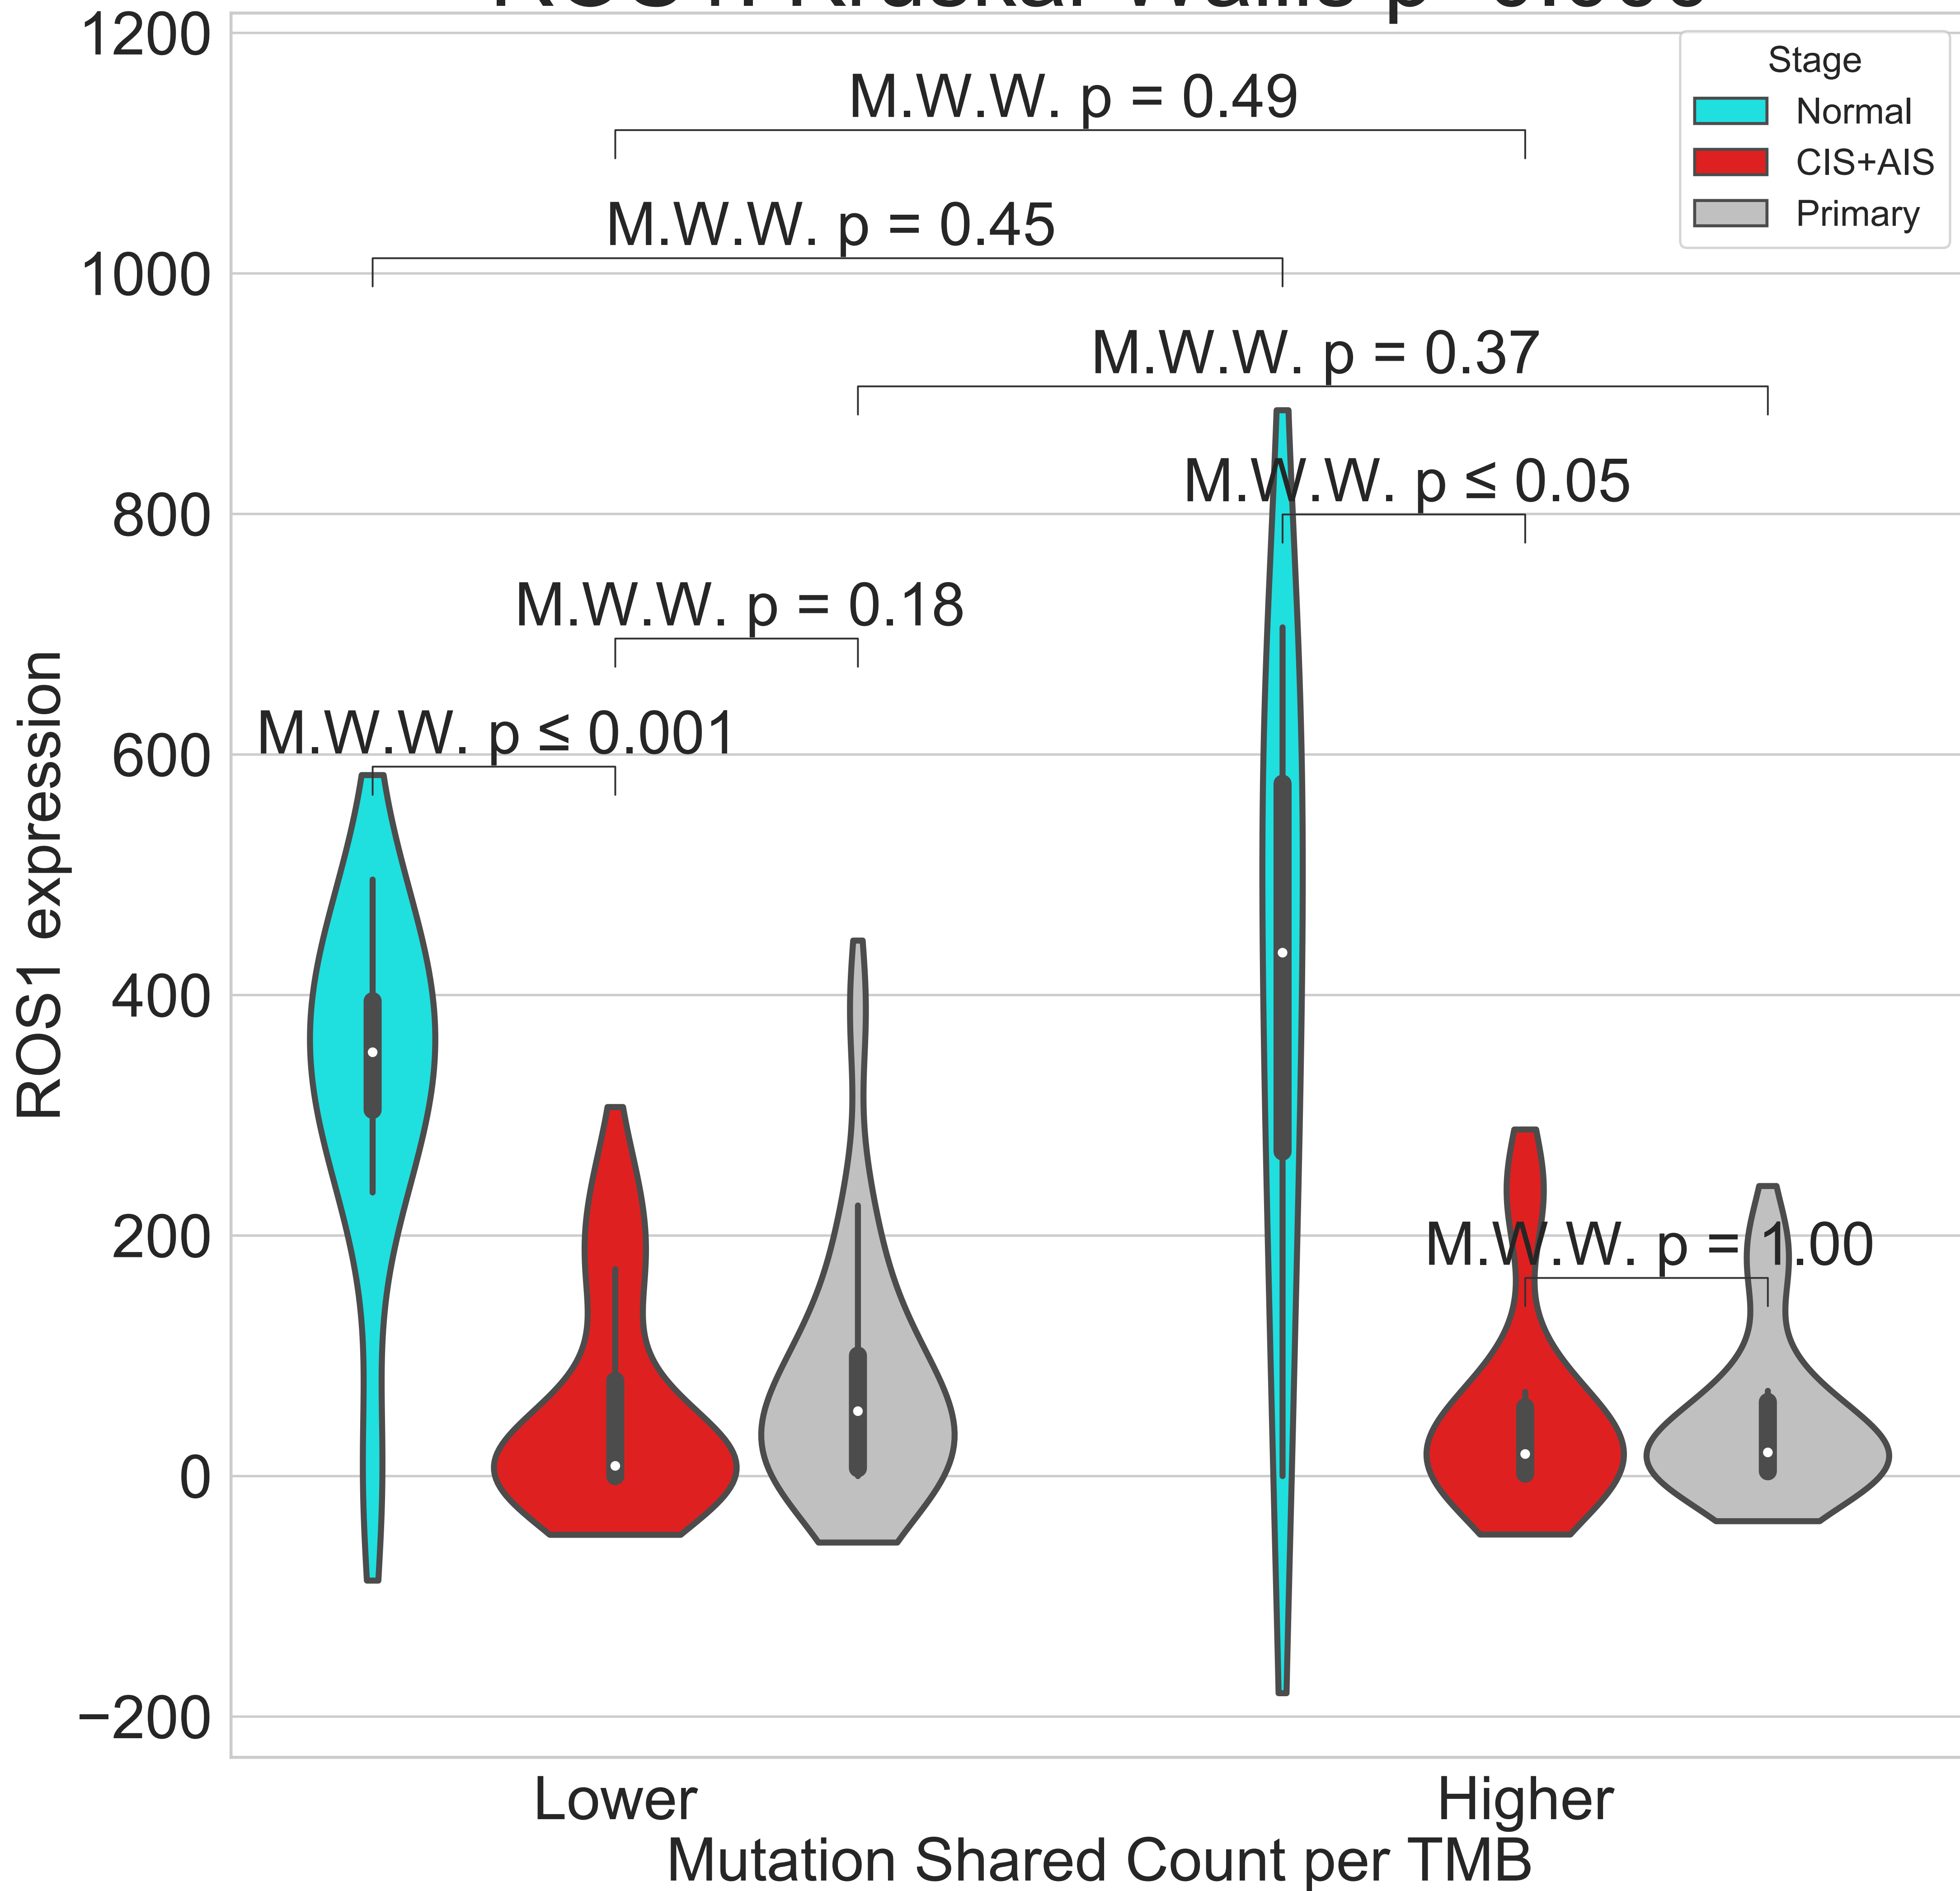 1200
1000
800
600
400
200
0
−200
ROS1 expression
Stage
Normal
CIS+AIS
Primary
M.W.W. p = 0.49
M.W.W. p = 0.45
M.W.W. p = 0.37
M.W.W. p ≤ 0.05
M.W.W. p = 0.18
M.W.W. p ≤ 0.001
M.W.W. p = 1.00
Lower
Higher
Mutation Shared Count per TMB